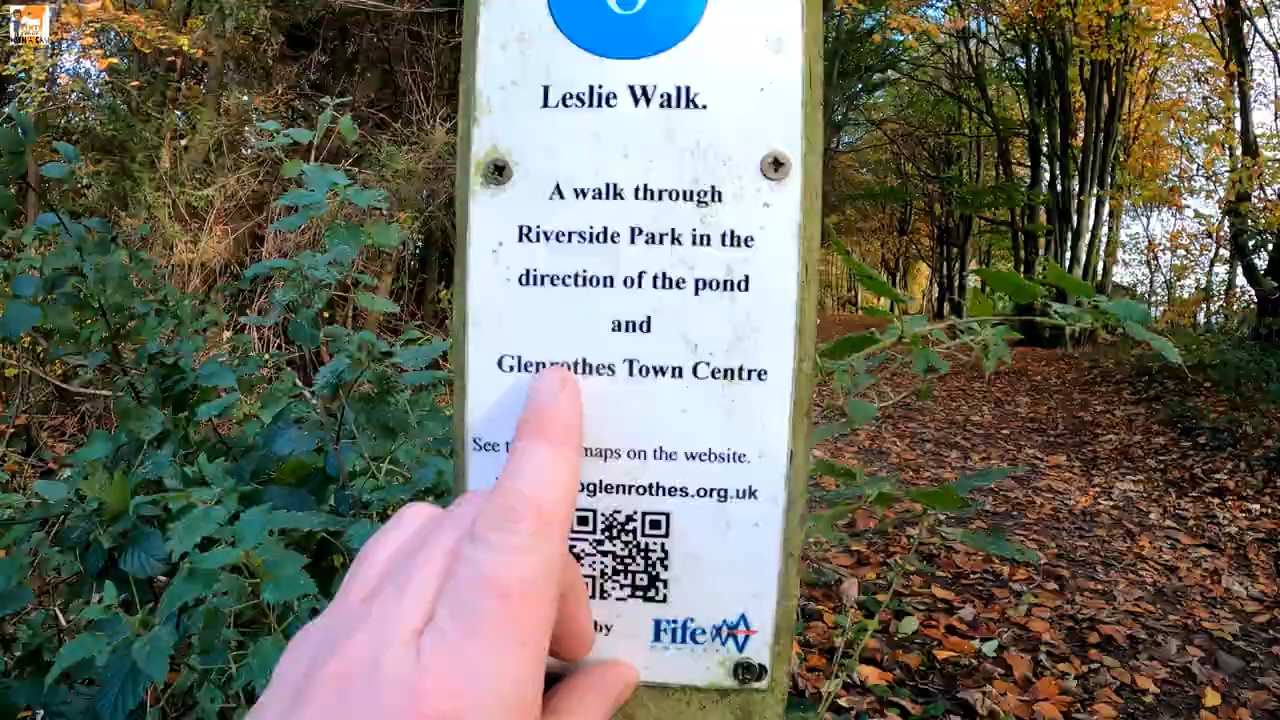 Leslie Walk.
A walk through
Riverside Park in the
direction of the pond
and
Glenrothes Town Centre
See maps on the website.
glenrothes.org.uk
by
Fife